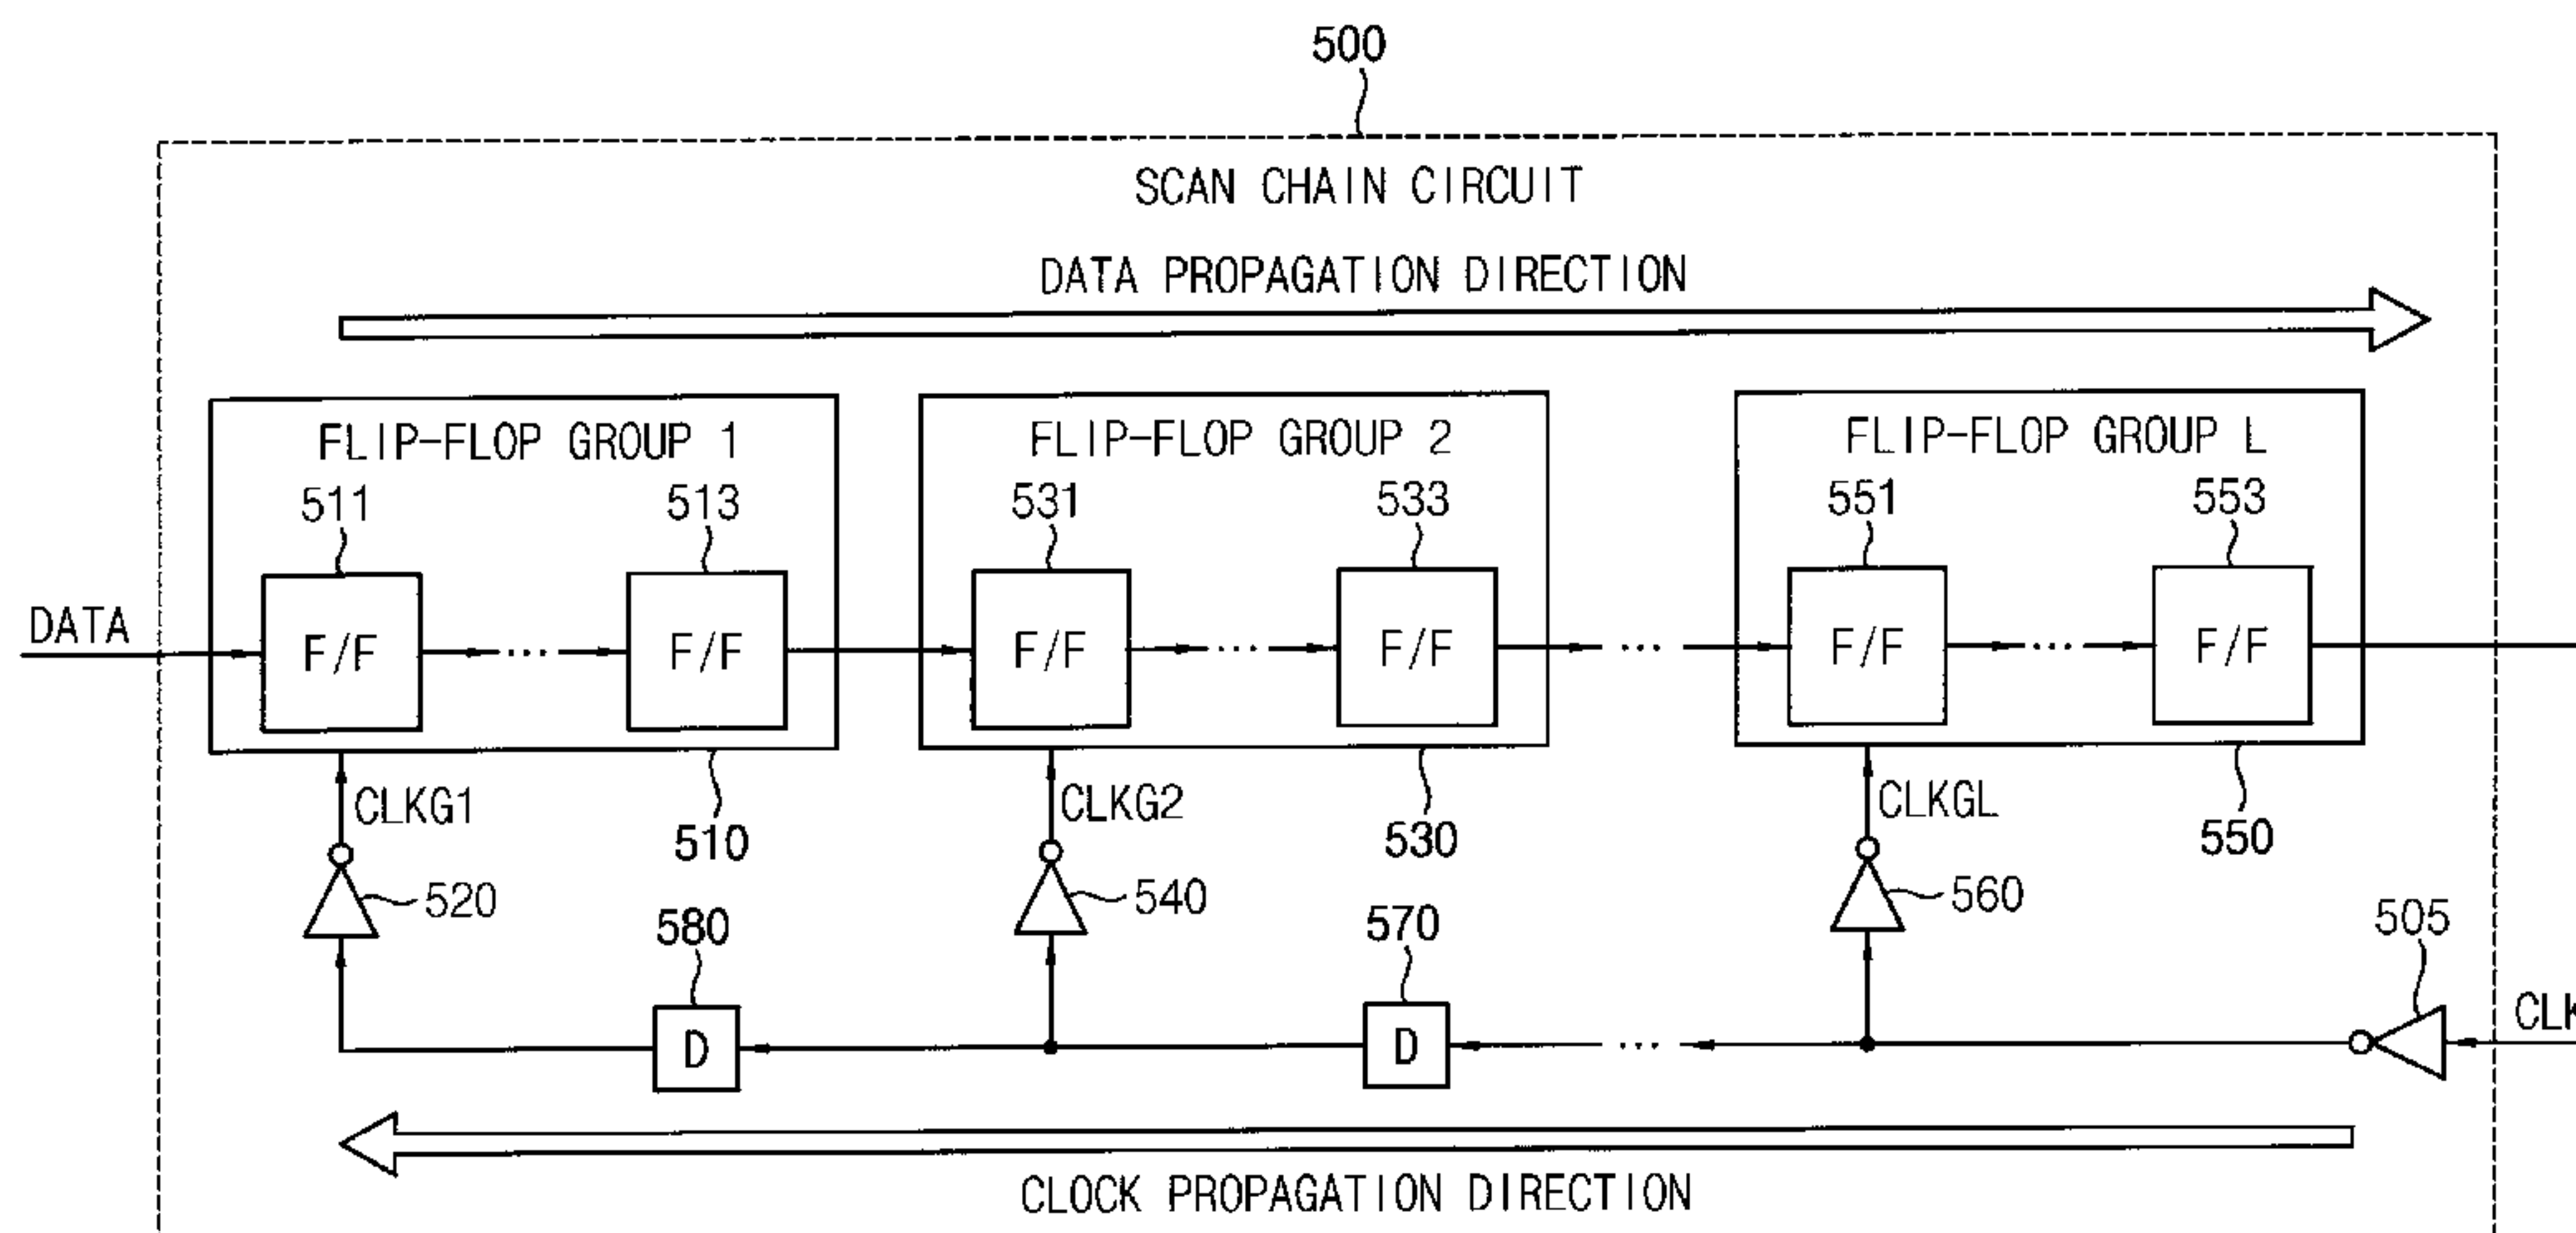 500
SCAN CHAIN CIRCUIT
DATA PROPAGATION DIRECTION
FLIP-FLOP GROUP 1
FLIP-FLOP GROUP 2
FLIP-FLOP GROUP L
511
513
531
533
551
553
DATA
F/F
...
F/F
F/F
...
F/F
...
F/F
...
F/F
CLKG1
510
CLKG2
530
CLKGL
550
520
580
540
570
560
505
D
D
...
CLK
CLOCK PROPAGATION DIRECTION